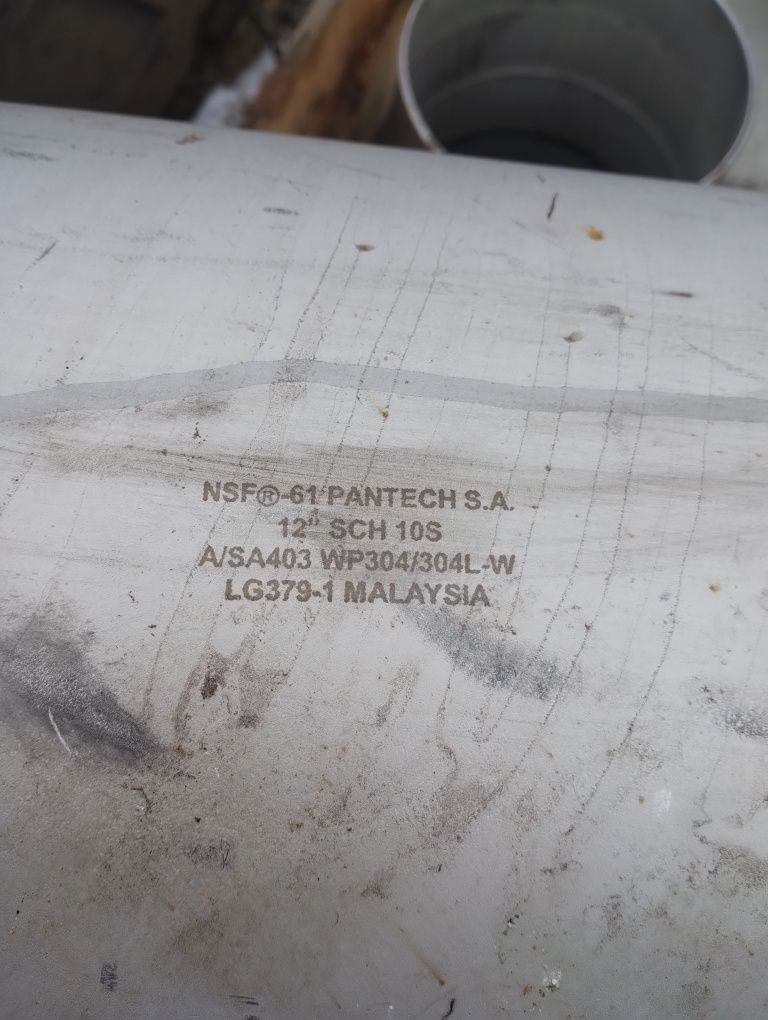 NSF®-61 PANTECH S.A.
12" SCH 10S
A/SA403 WP304/304L-W
LG379-1 MALAYSIA